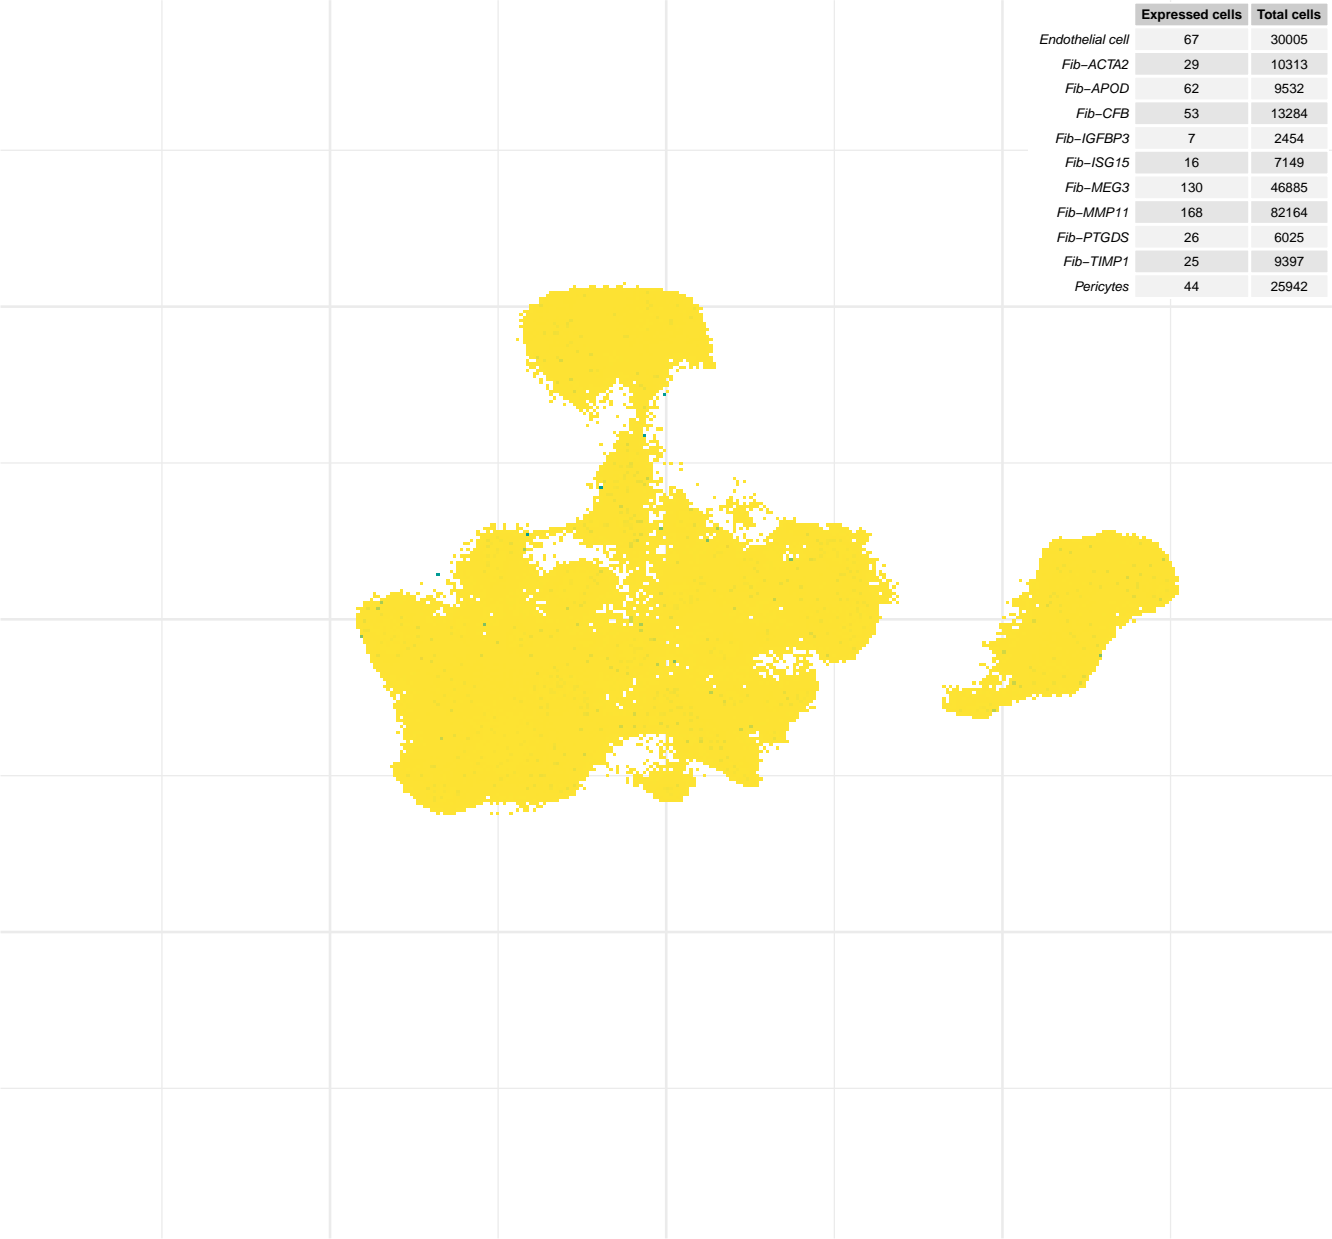 Expressed cells Total cells
Endothelial cell 67 30005
Fib−ACTA2 29 10313
Fib−APOD 62 9532
Fib−CFB 53 13284
Fib−IGFBP3 7 2454
Fib−ISG15 16 7149
Fib−MEG3 130 46885
Fib−MMP11 168 82164
Fib−PTGDS 26 6025
Fib−TIMP1 25 9397
Pericytes 44 25942